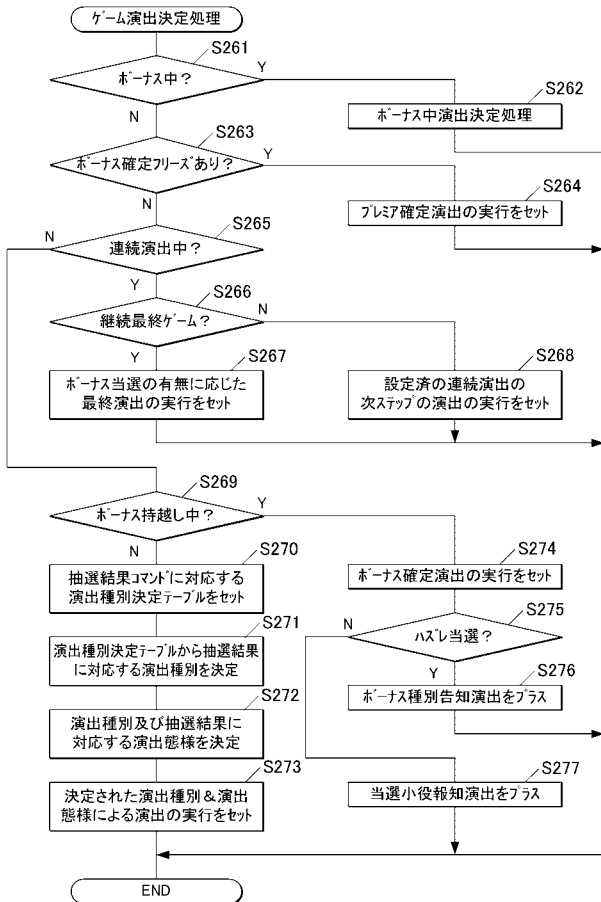 ゲーム演出決定処理
S261
ボーナス中?
Y
N
S262
ボーナス中演出決定処理
S263
ボーナス確定フリーズあり?
Y
N
S264
プレミア確定演出の実行をセット
S265
連続演出中?
N
Y
S266
継続最終ゲーム?
N
Y
S267
ボーナス当選の有無に応じた
最終演出の実行をセット
S268
設定済の連続演出の
次ステップの演出の実行をセット
S269
ボーナス持越し中?
Y
N
S270
抽選結果コマンドに対応する
演出種別決定テーブルをセット
S271
演出種別決定テーブルから抽選結果
に対応する演出種別を決定
S272
演出種別及び抽選結果に
対応する演出態様を決定
S273
決定された演出種別&演出
態様による演出の実行をセット
S274
ボーナス確定演出の実行をセット
S275
ハズレ当選?
N
Y
S276
ボーナス種別告知演出をプラス
S277
当選小役報知演出をプラス
END